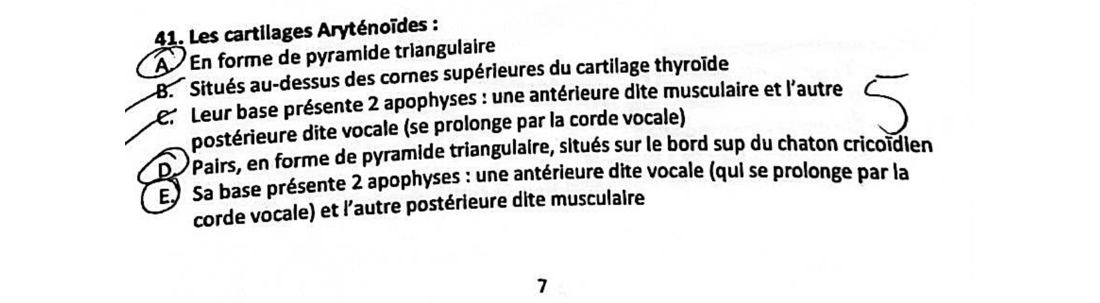 41. Les cartilages Aryténoïdes :
A. En forme de pyramide triangulaire
B. Situés au-dessus des cornes supérieures du cartilage thyroïde
C. Leur base présente 2 apophyses : une antérieure dite musculaire et l'autre
postérieure dite vocale (se prolonge par la corde vocale)
5
D. Pairs, en forme de pyramide triangulaire, situés sur le bord sup du chaton cricoïdien
E. Sa base présente 2 apophyses : une antérieure dite vocale (qui se prolonge par la
corde vocale) et l'autre postérieure dite musculaire
7